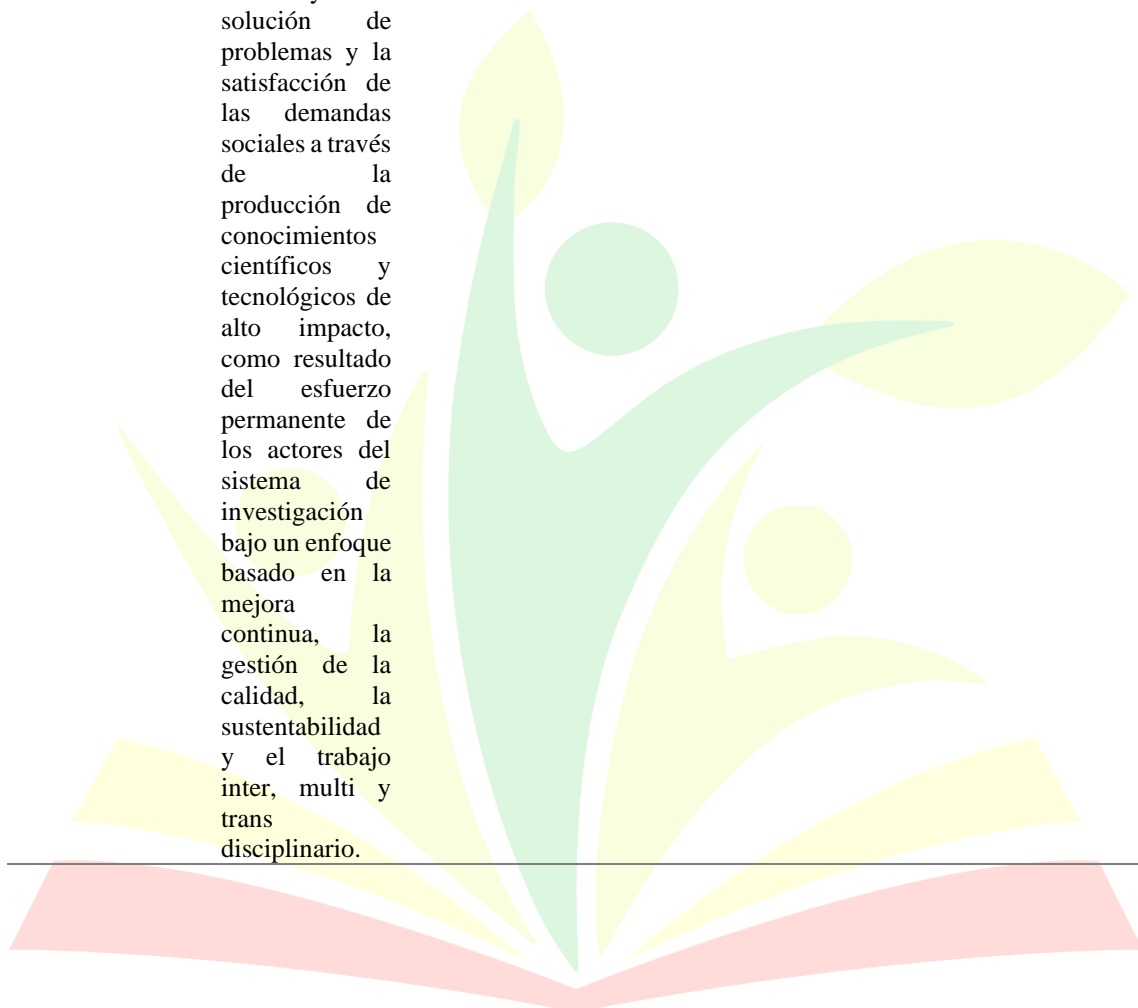 solución de
problemas y la
satisfacción de
las demandas
sociales a través
de la
producción de
conocimientos
científicos y
tecnológicos de
alto impacto,
como resultado
del esfuerzo
permanente de
los actores del
sistema de
investigación
bajo un enfoque
basado en la
mejora
continua, la
gestión de la
calidad, la
sustentabilidad
y el trabajo
inter, multi y
trans
disciplinario.